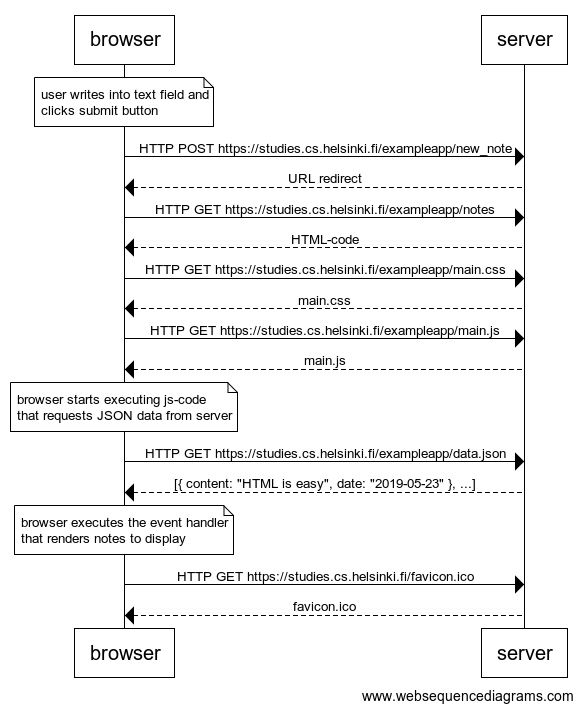 browser
server
user writes into text field and
clicks submit button
HTTP POST https://studies.cs.helsinki.fi/exampleapp/new_note
URL redirect
HTTP GET https://studies.cs.helsinki.fi/exampleapp/notes
HTML-code
HTTP GET https://studies.cs.helsinki.fi/exampleapp/main.css
main.css
HTTP GET https://studies.cs.helsinki.fi/exampleapp/main.js
main.js
browser starts executing js-code
that requests JSON data from server
HTTP GET https://studies.cs.helsinki.fi/exampleapp/data.json
[{ content: "HTML is easy", date: "2019-05-23" }, ...]
browser executes the event handler
that renders notes to display
HTTP GET https://studies.cs.helsinki.fi/favicon.ico
favicon.ico
browser
server
www.websequencediagrams.com